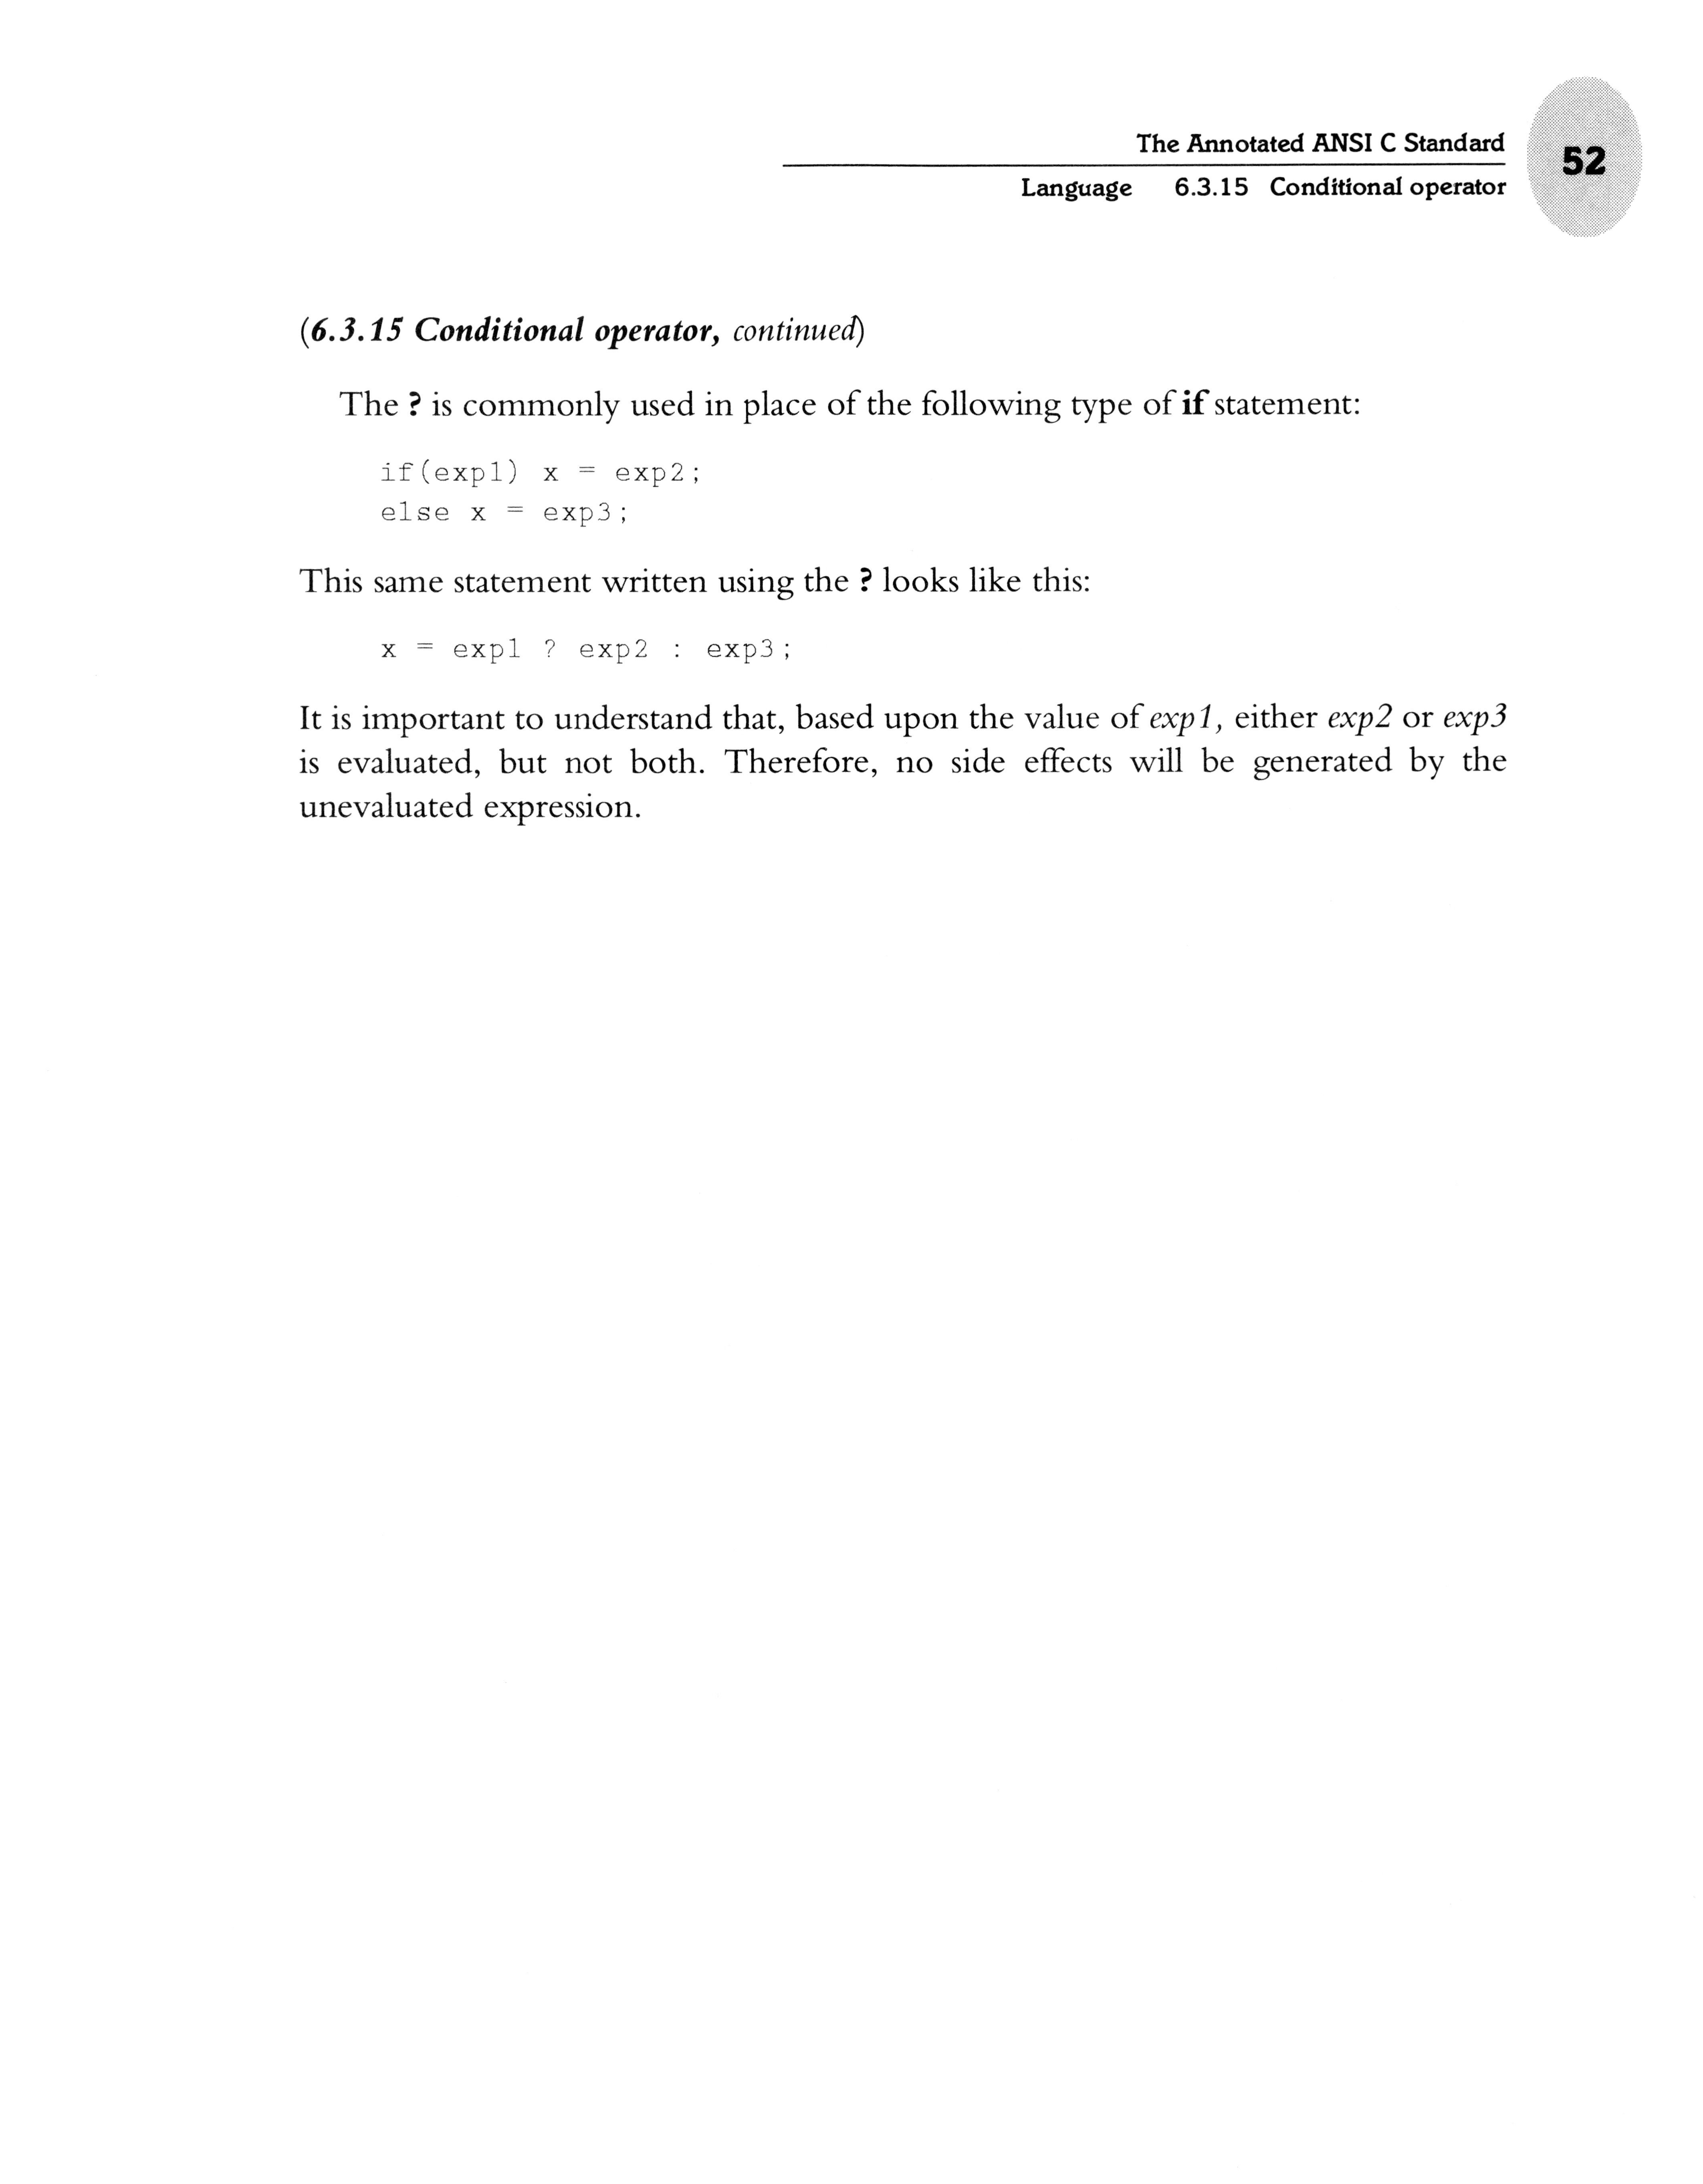 The Annotated ANSI C Standard
52
Language 6.3.15 Conditional operator
(6.3.15 Conditional operator, continued)
The ? is commonly used in place of the following type of if statement:
if(exp1) x = exp2;
else x = exp3;
This same statement written using the ? looks like this:
x = exp1 ? exp2 : exp3;
It is important to understand that, based upon the value of exp1, either exp2 or exp3
is evaluated, but not both. Therefore, no side effects will be generated by the
unevaluated expression.